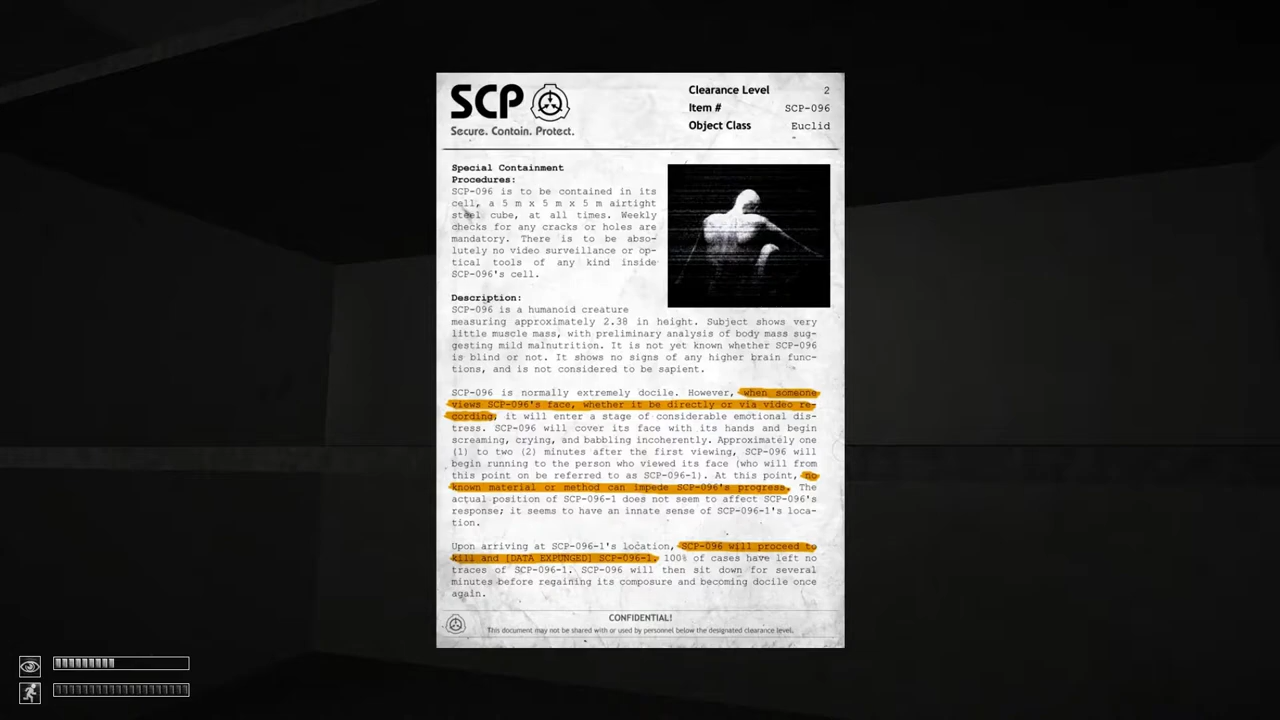 SCP
Secure. Contain. Protect.
Clearance Level 2
Item # SCP-096
Object Class Euclid
Special Containment
Procedures:
SCP-096 is to be contained in its
cell, a 5 m x 5 m x 5 m airtight
steel cube, at all times. Weekly
checks for any cracks or holes are
mandatory. There is to be abso-
lutely no video surveillance or op-
tical tools of any kind inside
SCP-096's cell.
Description:
SCP-096 is a humanoid creature
measuring approximately 2.38 in height. Subject shows very
little muscle mass, with preliminary analysis of body mass sug-
gesting mild malnutrition. It is not yet known whether SCP-096
is blind or not. It shows no signs of any higher brain func-
tions, and is not considered to be sapient.
SCP-096 is normally extremely docile. However, when someone
views SCP-096's face, whether it be directly or via video re-
cording, it will enter a stage of considerable emotional dis-
tress. SCP-096 will cover its face with its hands and begin
screaming, crying, and babbling incoherently. Approximately one
(1) to two (2) minutes after the first viewing, SCP-096 will
begin running to the person who viewed its face (who will from
this point on be referred to as SCP-096-1). At this point, no
known material or method can impede SCP-096's progress. The
actual position of SCP-096-1 does not seem to affect SCP-096's
response; it seems to have an innate sense of SCP-096-1's loca-
tion.
Upon arriving at SCP-096-1's location, SCP-096 will proceed to
kill and [DATA EXPUNGED] SCP-096-1. 100% of cases have left no
traces of SCP-096-1. SCP-096 will then sit down for several
minutes before regaining its composure and becoming docile once
again.
CONFIDENTIAL!
This document may not be shared with or used by personnel below the designated clearance level.